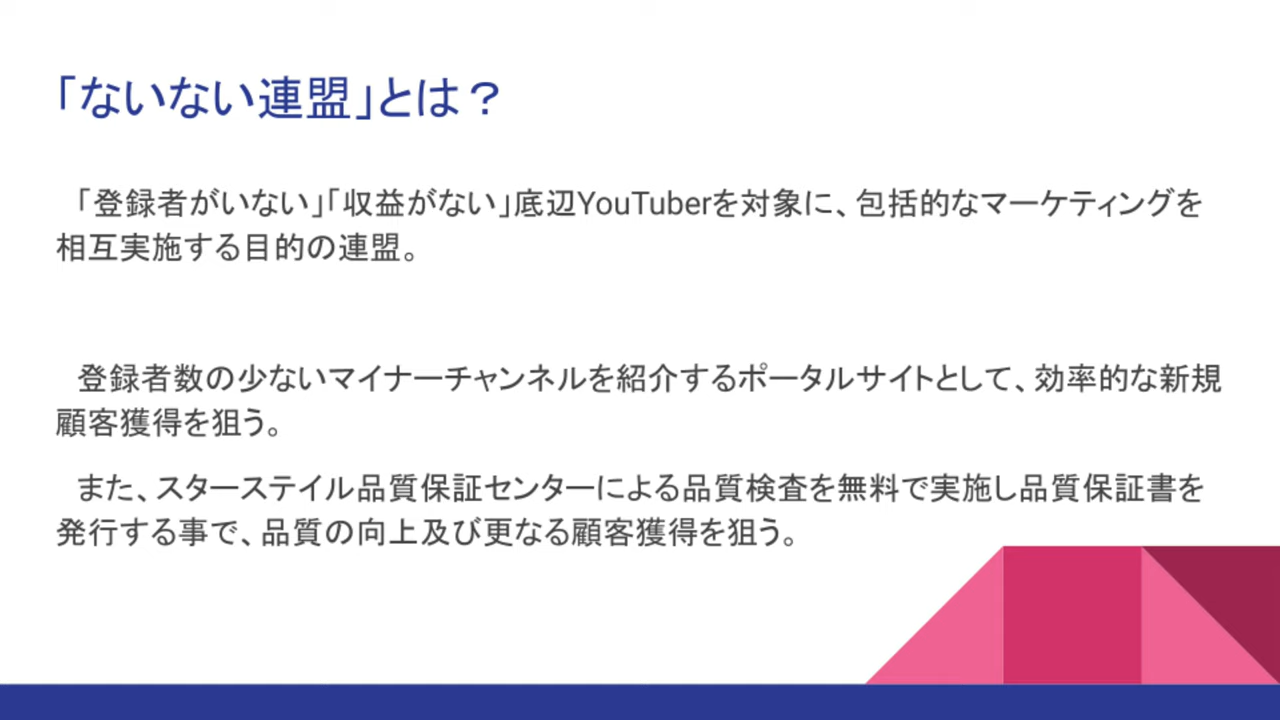 「ないない連盟」とは？
「登録者がいない」「収益がない」底辺YouTuberを対象に、包括的なマーケティングを
相互実施する目的の連盟。
登録者数の少ないマイナーチャンネルを紹介するポータルサイトとして、効率的な新規
顧客獲得を狙う。
また、スターステイル品質保証センターによる品質検査を無料で実施し品質保証書を
発行する事で、品質の向上及び更なる顧客獲得を狙う。